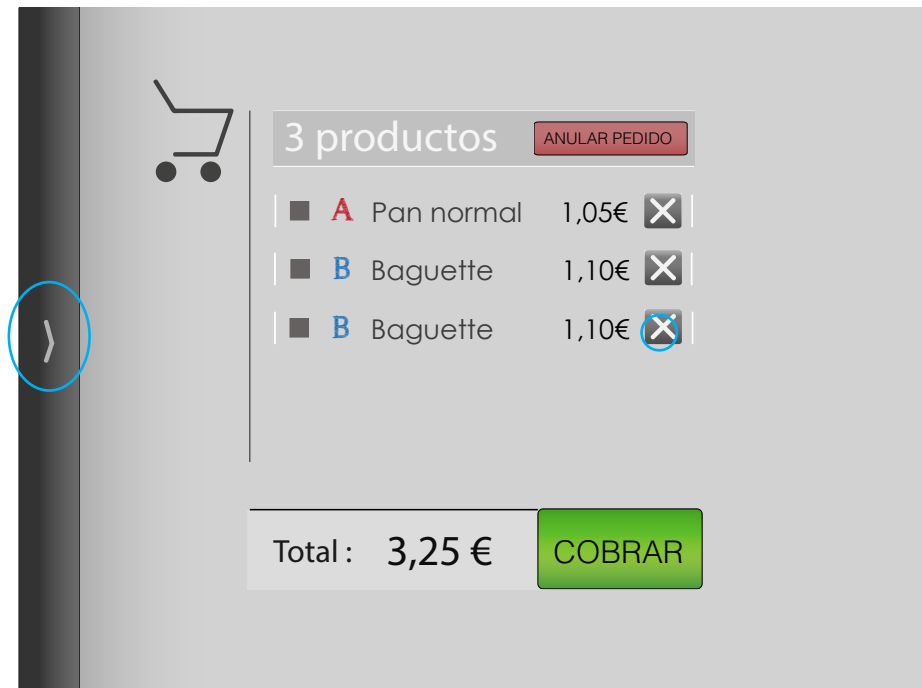 3 productos ANULAR PEDIDO
A Pan normal 1,05€
B Baguette 1,10€
B Baguette 1,10€
Total : 3,25 € COBRAR